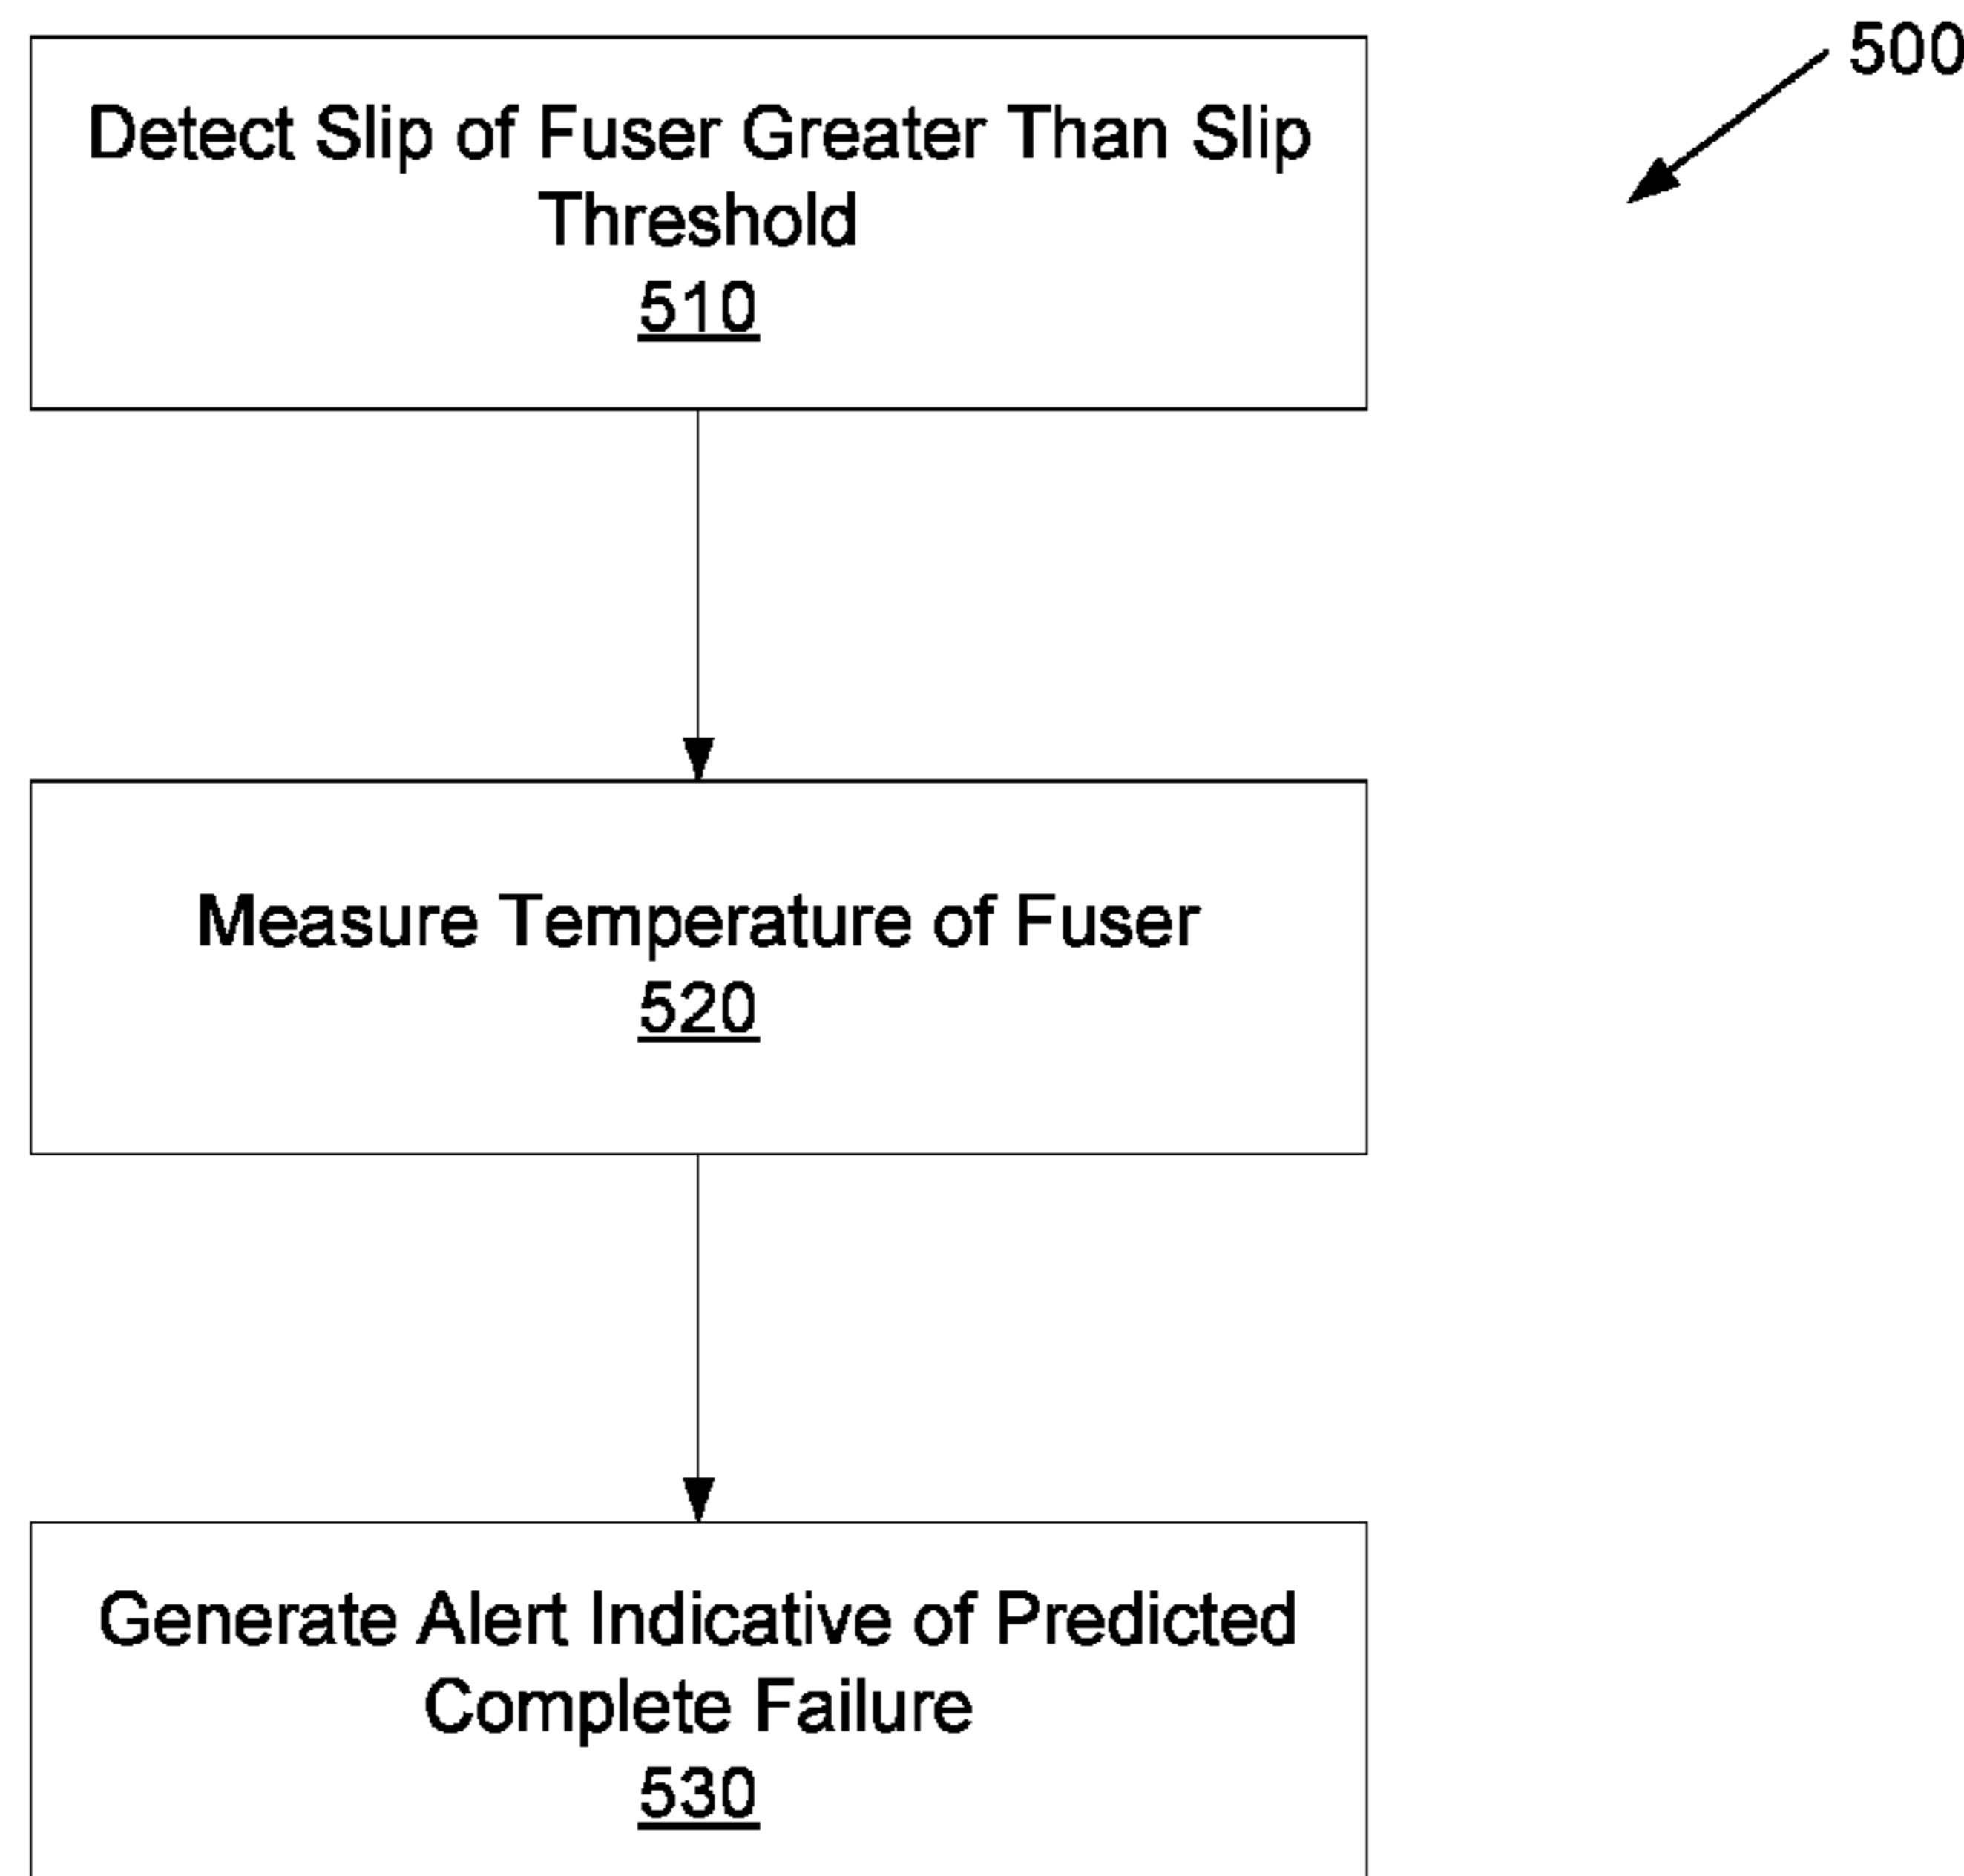 500
Detect Slip of Fuser Greater Than Slip
Threshold
510
Measure Temperature of Fuser
520
Generate Alert Indicative of Predicted
Complete Failure
530